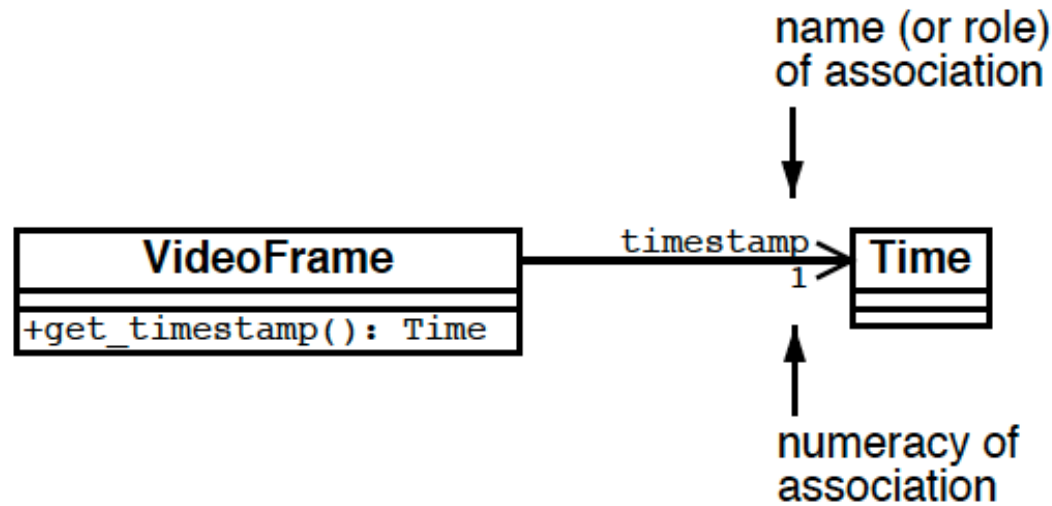 name (or role)
of association
VideoFrame
+get_timestamp(): Time
timestamp
1
Time
numeracy of
association